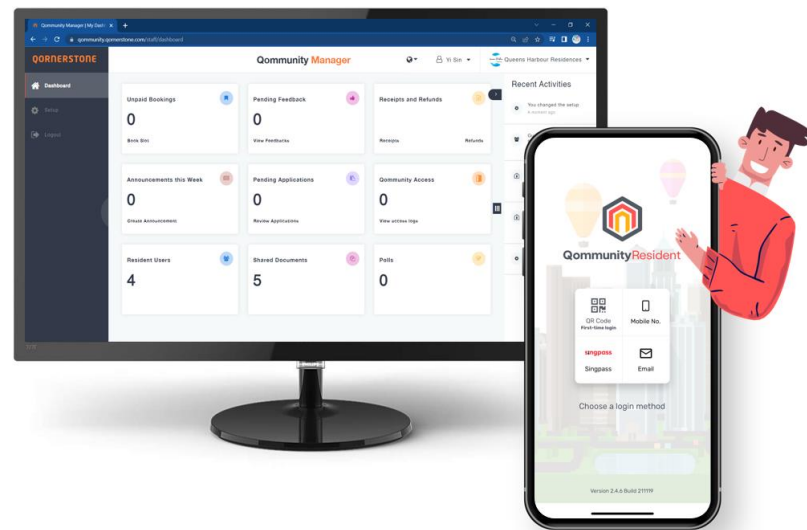 Qommunity Manager | My Dash
qommunity.qornerstone.com/staff/dashboard
QORNERSTONE
Qommunity Manager
Yi Sin
Queens Harbour Residences
Dashboard
Setup
Logout
Unpaid Bookings
0
Book Slot
Pending Feedback
0
View Feedbacks
Receipts and Refunds
Receipts
Refunds
Announcements this Week
0
Create Announcement
Pending Applications
0
Review Applications
Qommunity Access
0
View access logs
Resident Users
4
Shared Documents
5
Polls
0
Recent Activities
You changed the setup
QommunityResident
QR Code
First-time login
Mobile No.
singpass
Singpass
Email
Choose a login method
Version 2.4.6 Build 211119